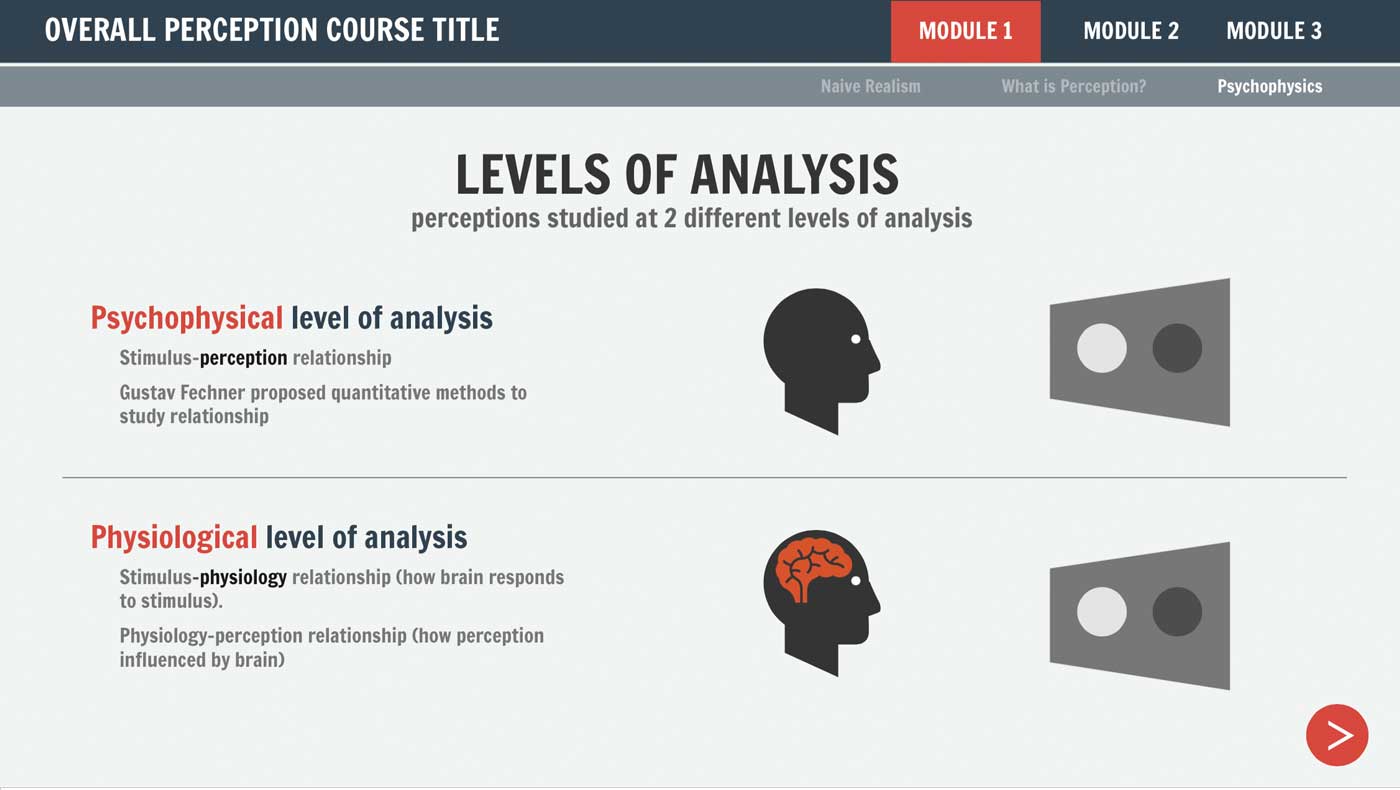 OVERALL PERCEPTION COURSE TITLE
MODULE 1
MODULE 2
MODULE 3
Naive Realism
What is Perception?
Psychophysics
LEVELS OF ANALYSIS
perceptions studied at 2 different levels of analysis
Psychophysical level of analysis
Stimulus-perception relationship
Gustav Fechner proposed quantitative methods to
study relationship
Physiological level of analysis
Stimulus-physiology relationship (how brain responds
to stimulus).
Physiology-perception relationship (how perception
influenced by brain)
>